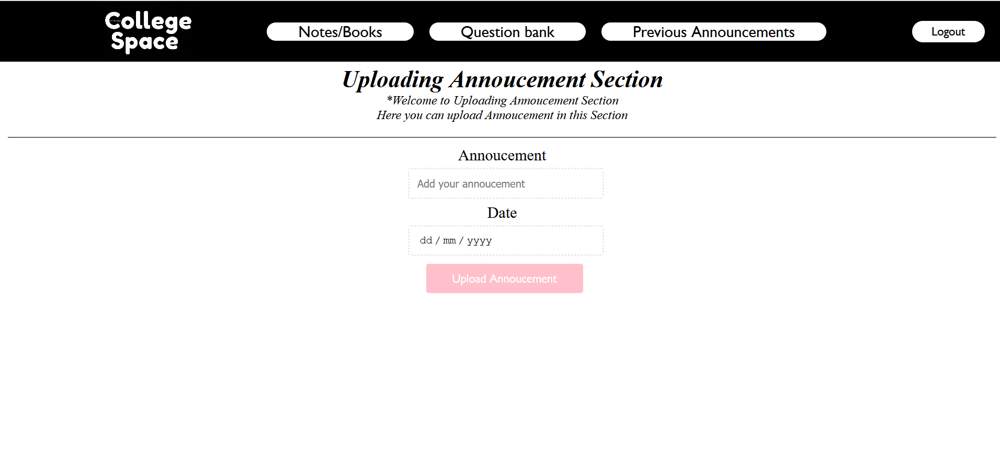 College
Space
Notes/Books
Question bank
Previous Announcements
Logout
Uploading Annoucement Section
*Welcome to Uploading Annoucement Section
Here you can upload Annoucement in this Section
Annoucement
Add your annoucement
Date
dd / mm / yyyy
Upload Annoucement